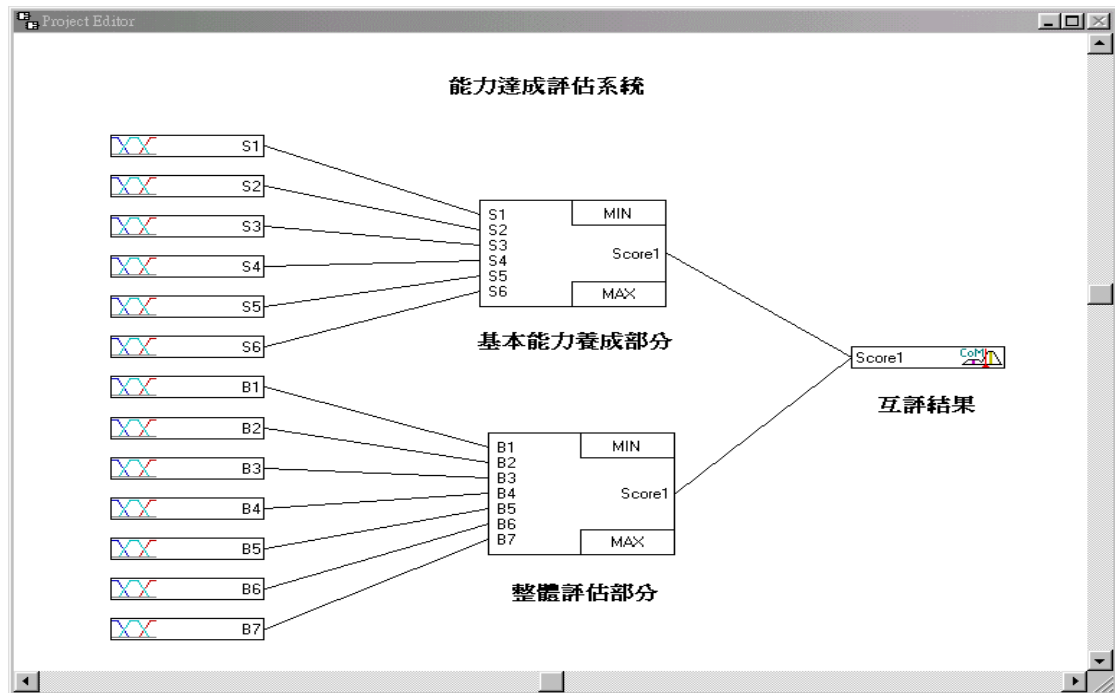 Project Editor
能力達成評估系統
S1
S2
S3
S4
S5
S6
B1
B2
B3
B4
B5
B6
B7
S1
S2
S3
S4
S5
S6
MIN
Score1
MAX
基本能力養成部分
B1
B2
B3
B4
B5
B6
B7
MIN
Score1
MAX
整體評估部分
Score1
CoM
互評結果